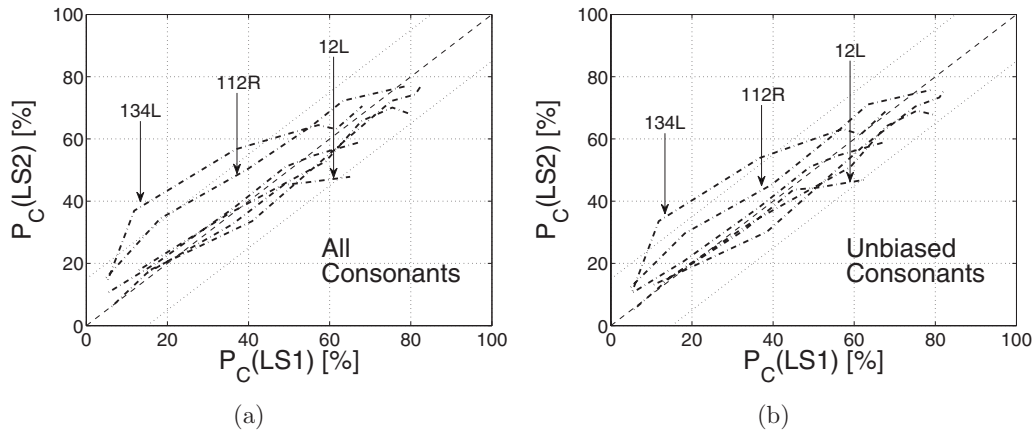 100
80
60
40
20
0
P_C(LS2) [%]
134L
112R
12L
All
Consonants
0 20 40 60 80 100
P_C(LS1) [%]
(a)
100
80
60
40
20
0
P_C(LS2) [%]
134L
112R
12L
Unbiased
Consonants
0 20 40 60 80 100
P_C(LS1) [%]
(b)